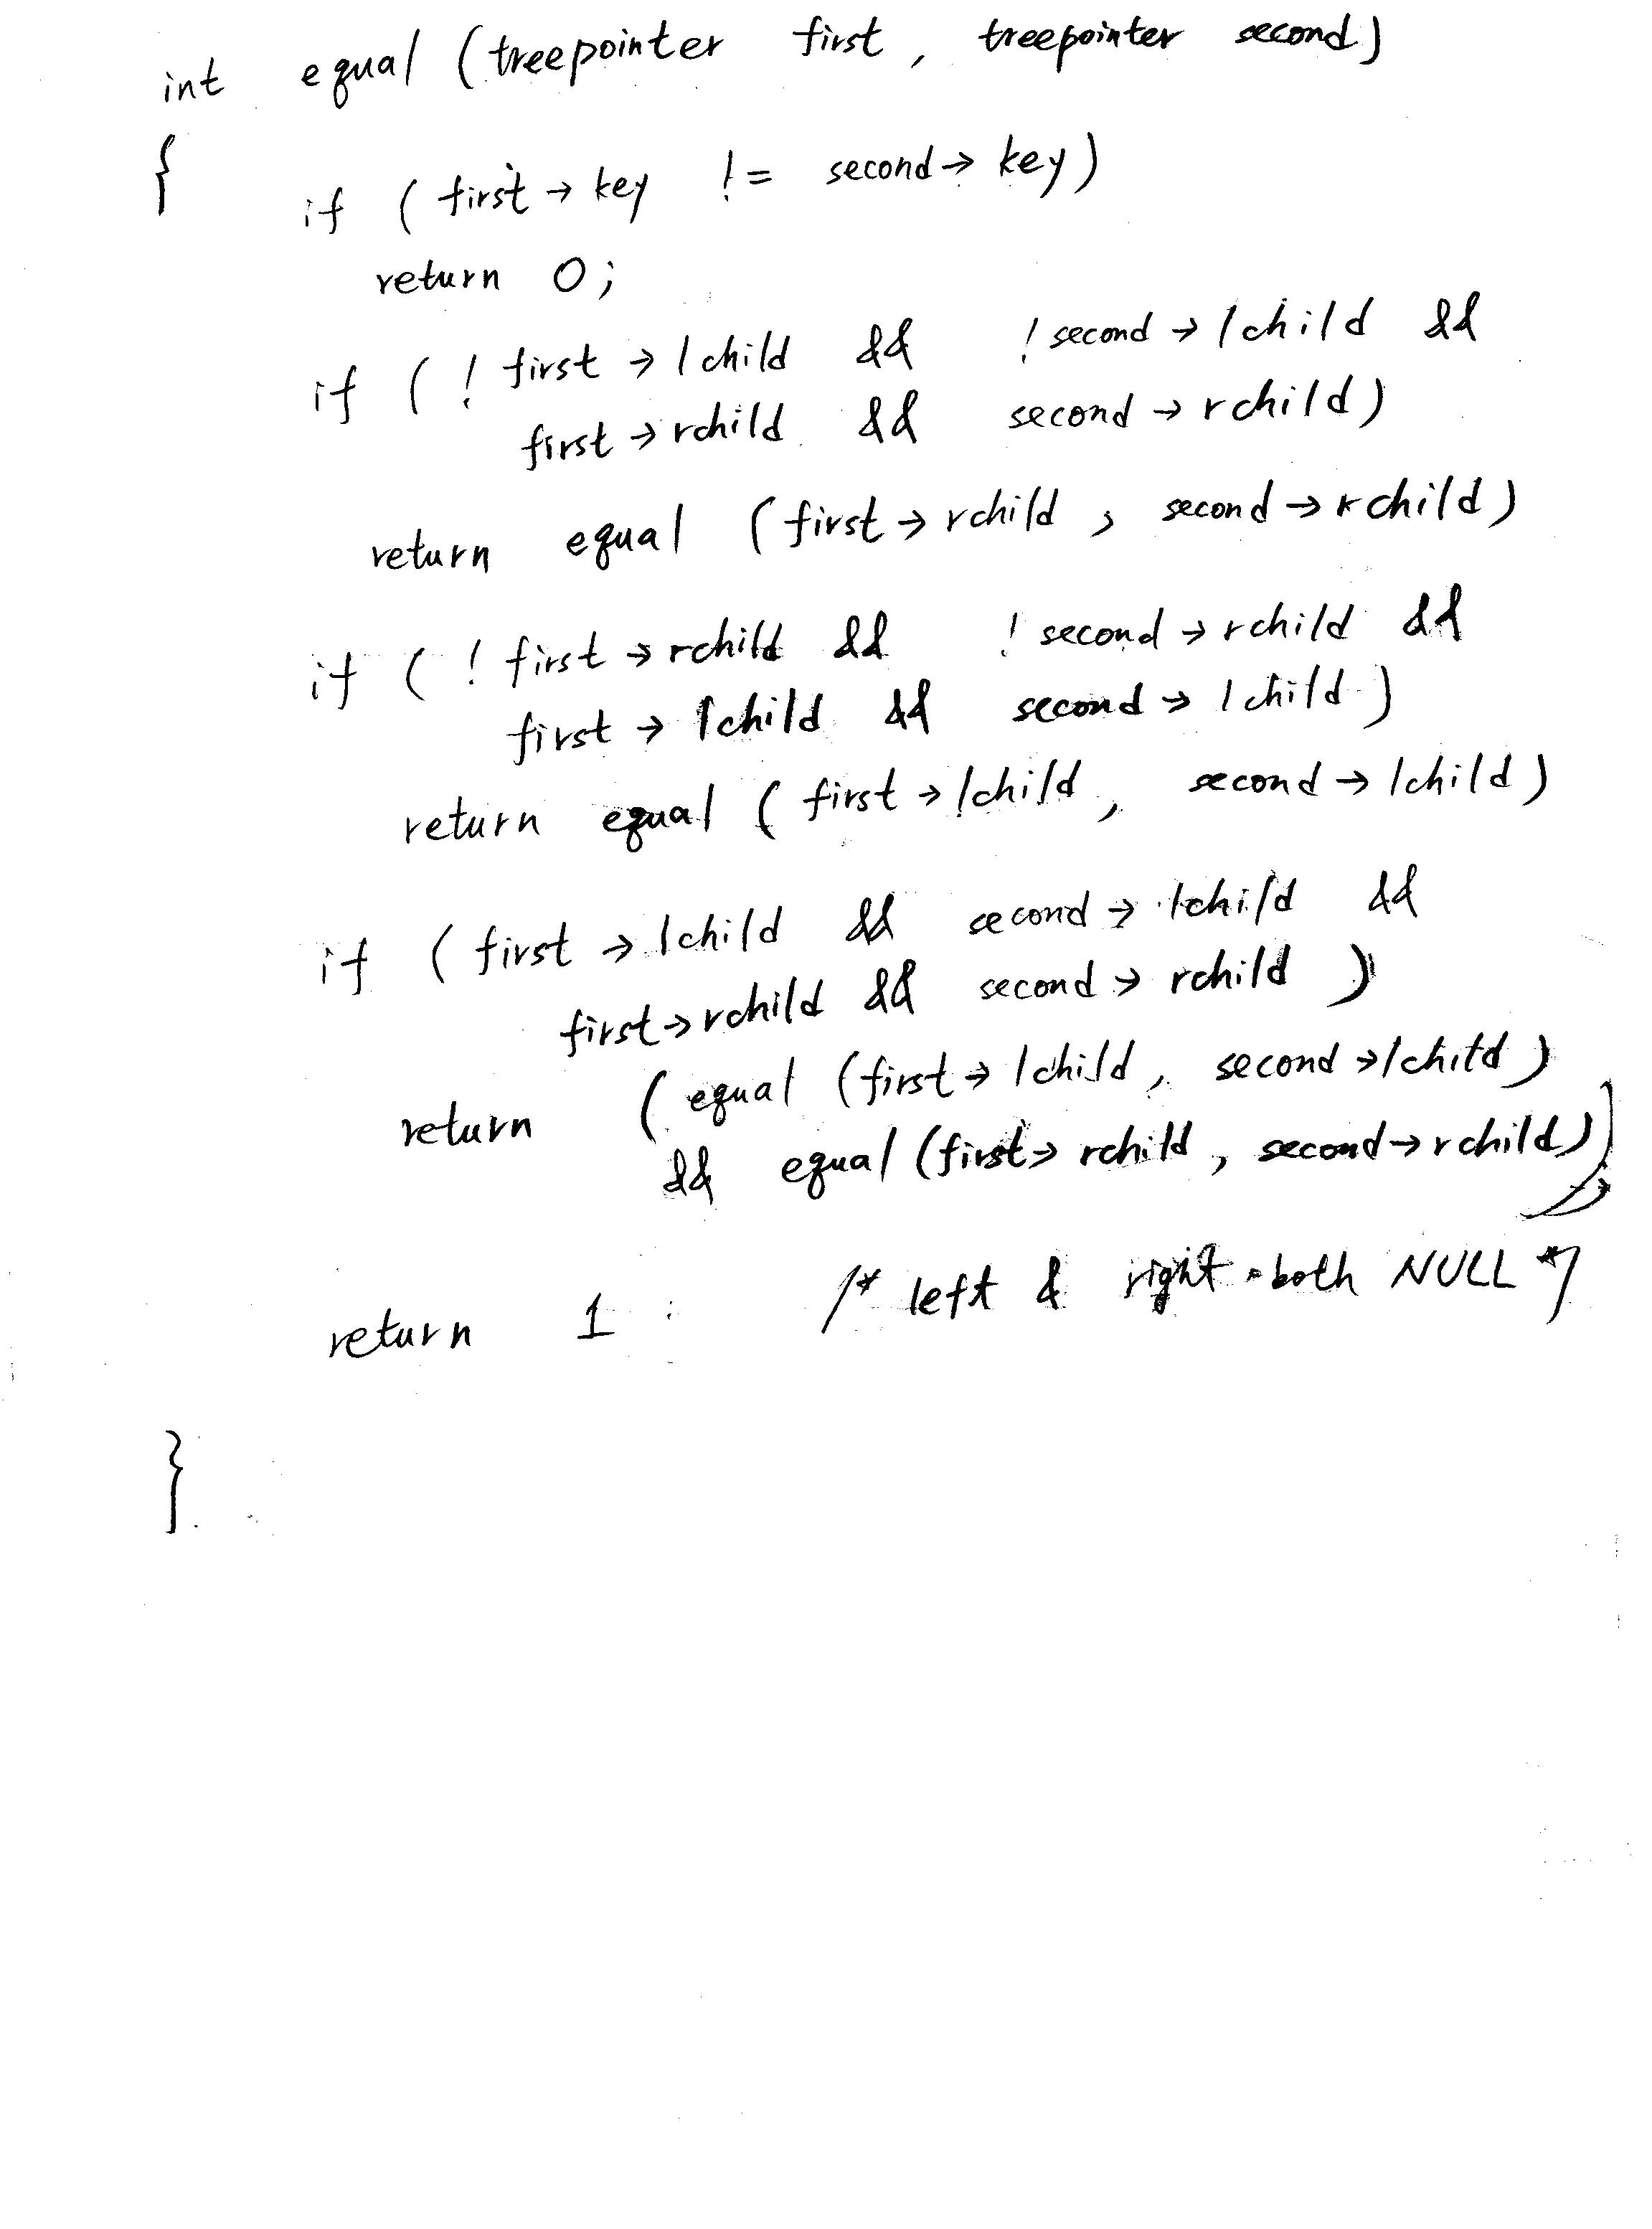 int equal (treepointer first, treepointer second)
{
if (first → key != second → key)
return 0;
if (! first → lchild && ! second → lchild &&
first → rchild && second → rchild)
return equal (first → rchild, second → rchild)
if (! first → rchild && ! second → rchild &&
first → lchild && second → lchild)
return equal (first → lchild, second → lchild)
if (first → lchild && second → lchild &&
first → rchild && second → rchild )
return (equal (first → lchild, second → lchild)
&& equal (first → rchild, second → rchild));
return 1 ; /* left & right both NULL */
}